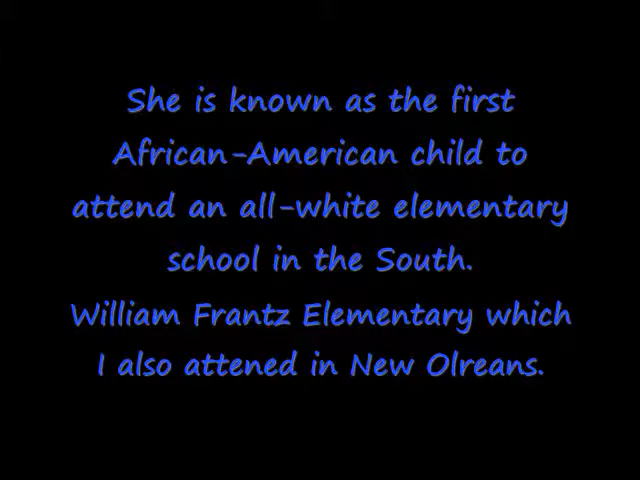 She is known as the first
African-American child to
attend an all-white elementary
school in the South.
William Frantz Elementary which
I also attened in New Olreans.